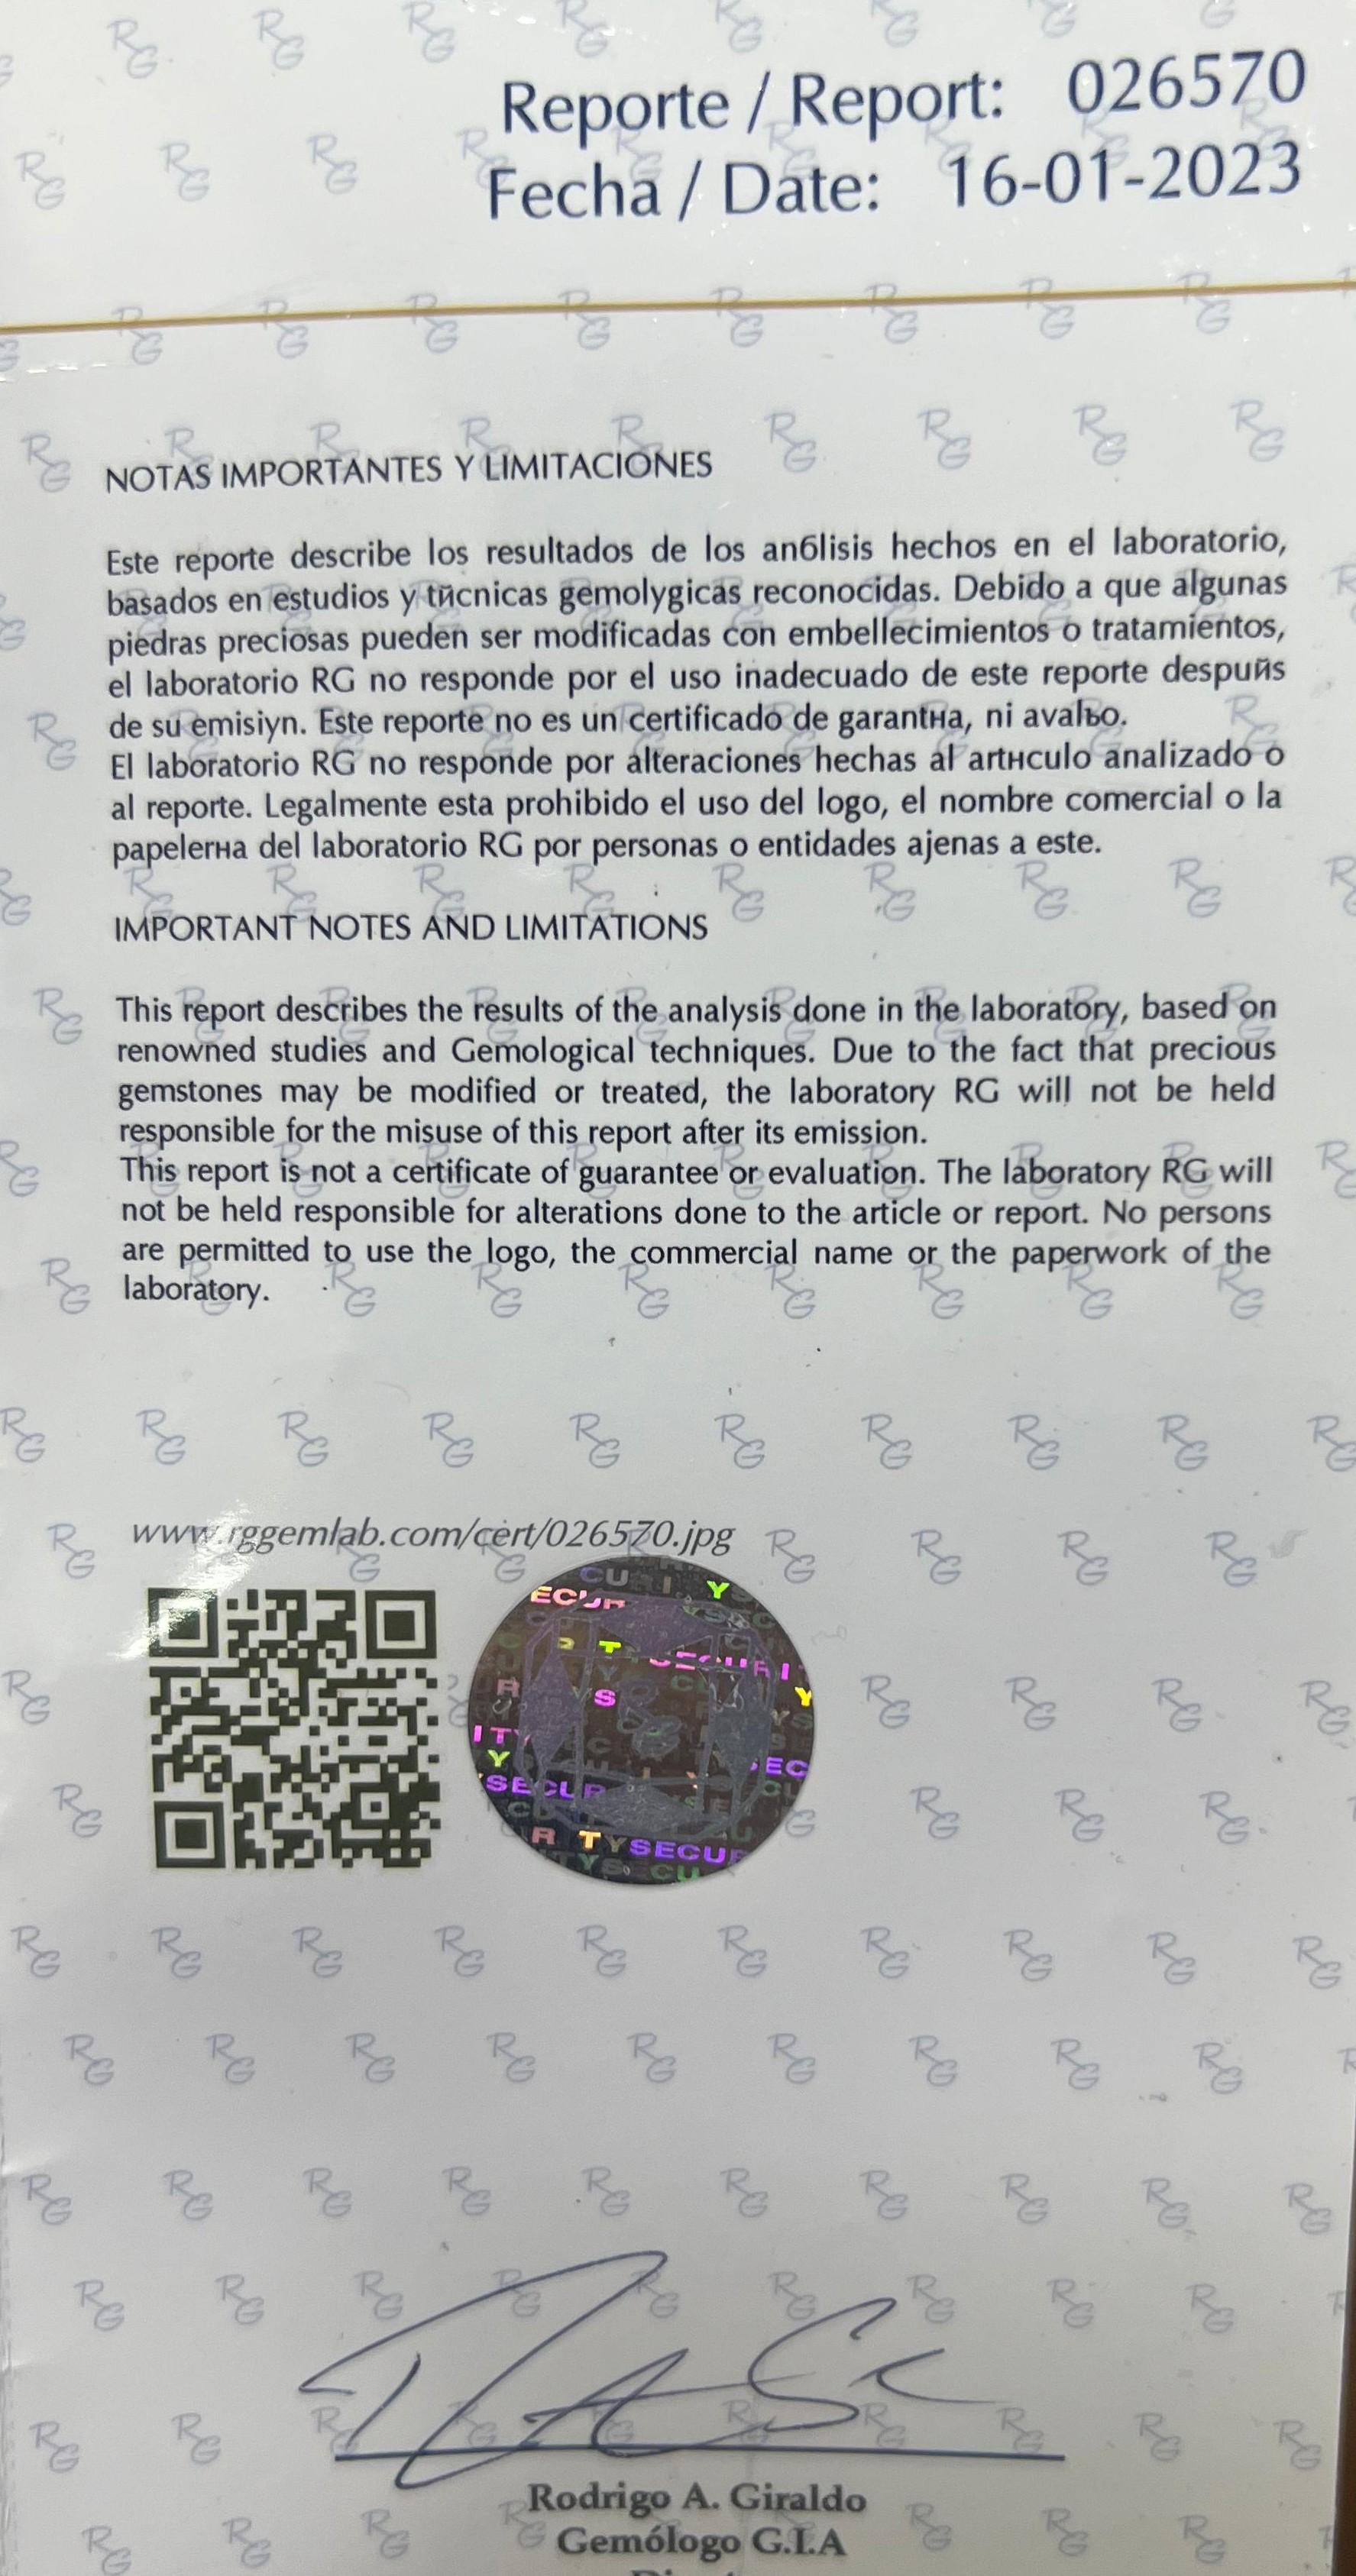 Reporte / Report: 026570
Fecha / Date: 16-01-2023
NOTAS IMPORTANTES Y LIMITACIONES
Este reporte describe los resultados de los anбlisis hechos en el laboratorio,
basados en estudios y tйcnicas gemolуgicas reconocidas. Debido a que algunas
piedras preciosas pueden ser modificadas con embellecimientos o tratamientos,
el laboratorio RG no responde por el uso inadecuado de este reporte despuйs
de su emisiуn. Este reporte no es un certificado de garantнa, ni avalъo.
El laboratorio RG no responde por alteraciones hechas al artнculo analizado o
al reporte. Legalmente esta prohibido el uso del logo, el nombre comercial o la
papelerнa del laboratorio RG por personas o entidades ajenas a este.
IMPORTANT NOTES AND LIMITATIONS
This report describes the results of the analysis done in the laboratory, based on
renowned studies and Gemological techniques. Due to the fact that precious
gemstones may be modified or treated, the laboratory RG will not be held
responsible for the misuse of this report after its emission.
This report is not a certificate of guarantee or evaluation. The laboratory RG will
not be held responsible for alterations done to the article or report. No persons
are permitted to use the logo, the commercial name or the paperwork of the
laboratory.
www.rggemlab.com/cert/026570.jpg
Rodrigo A. Giraldo
Gemólogo G.I.A